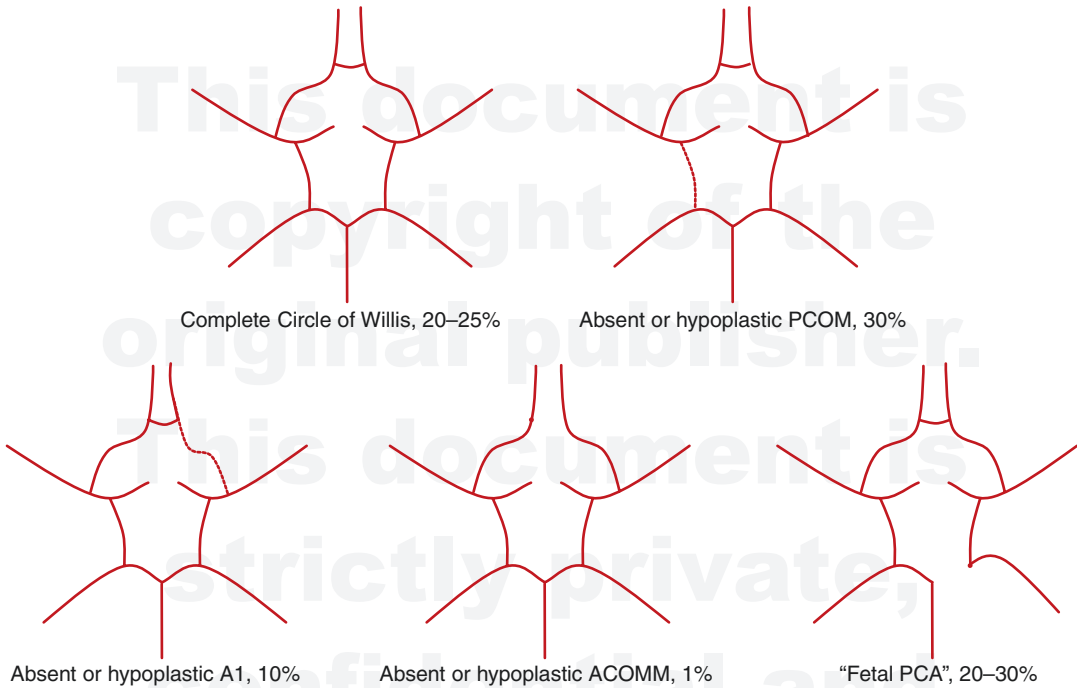 This document is
copyright of the
Complete Circle of Willis, 20–25%
Absent or hypoplastic PCOM, 30%
original publisher.
This document is
strictly private,
Absent or hypoplastic A1, 10%
Absent or hypoplastic ACOMM, 1%
“Fetal PCA”, 20–30%
confidential and